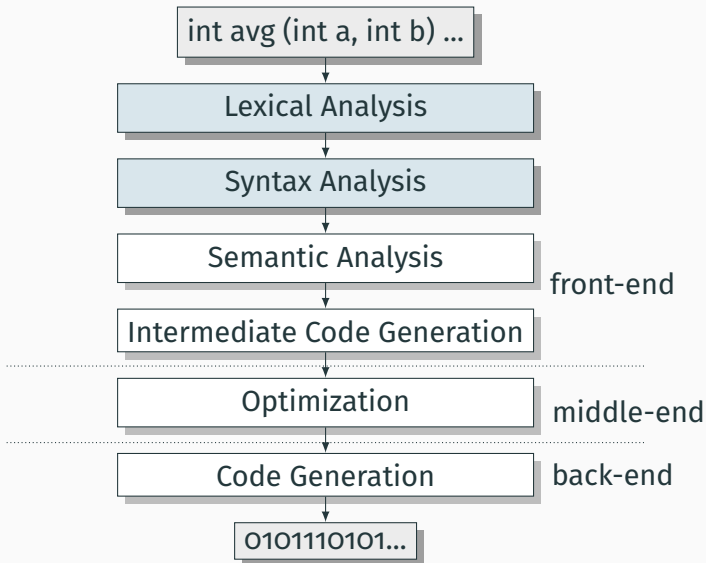 int avg (int a, int b) ...
Lexical Analysis
Syntax Analysis
Semantic Analysis
front-end
Intermediate Code Generation
Optimization
middle-end
Code Generation
back-end
0101110101...